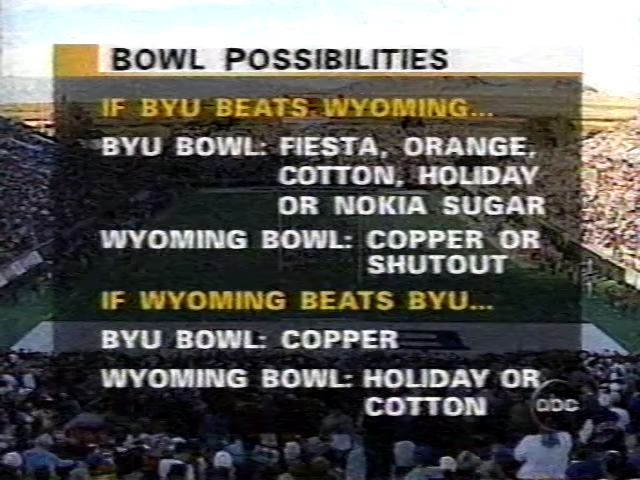 BOWL POSSIBILITIES
IF BYU BEATS WYOMING...
BYU BOWL: FIESTA, ORANGE,
COTTON, HOLIDAY
OR NOKIA SUGAR
WYOMING BOWL: COPPER OR
SHUTOUT
IF WYOMING BEATS BYU...
BYU BOWL: COPPER
WYOMING BOWL: HOLIDAY OR
COTTON
abc